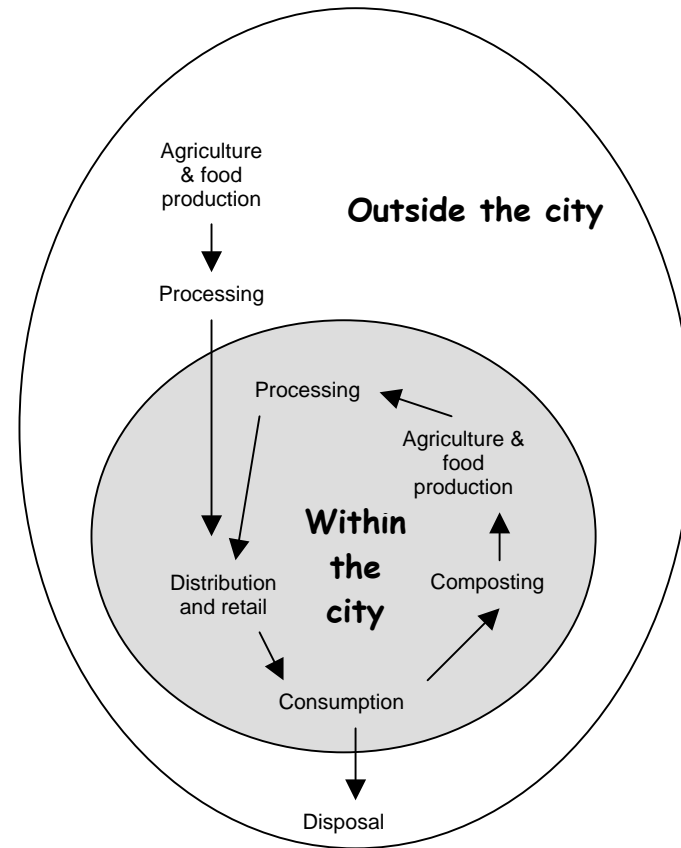 Agriculture
& food
production
Outside the city
Processing
Processing
Agriculture &
food
production
Within
the
city
Distribution
and retail
Composting
Consumption
Disposal